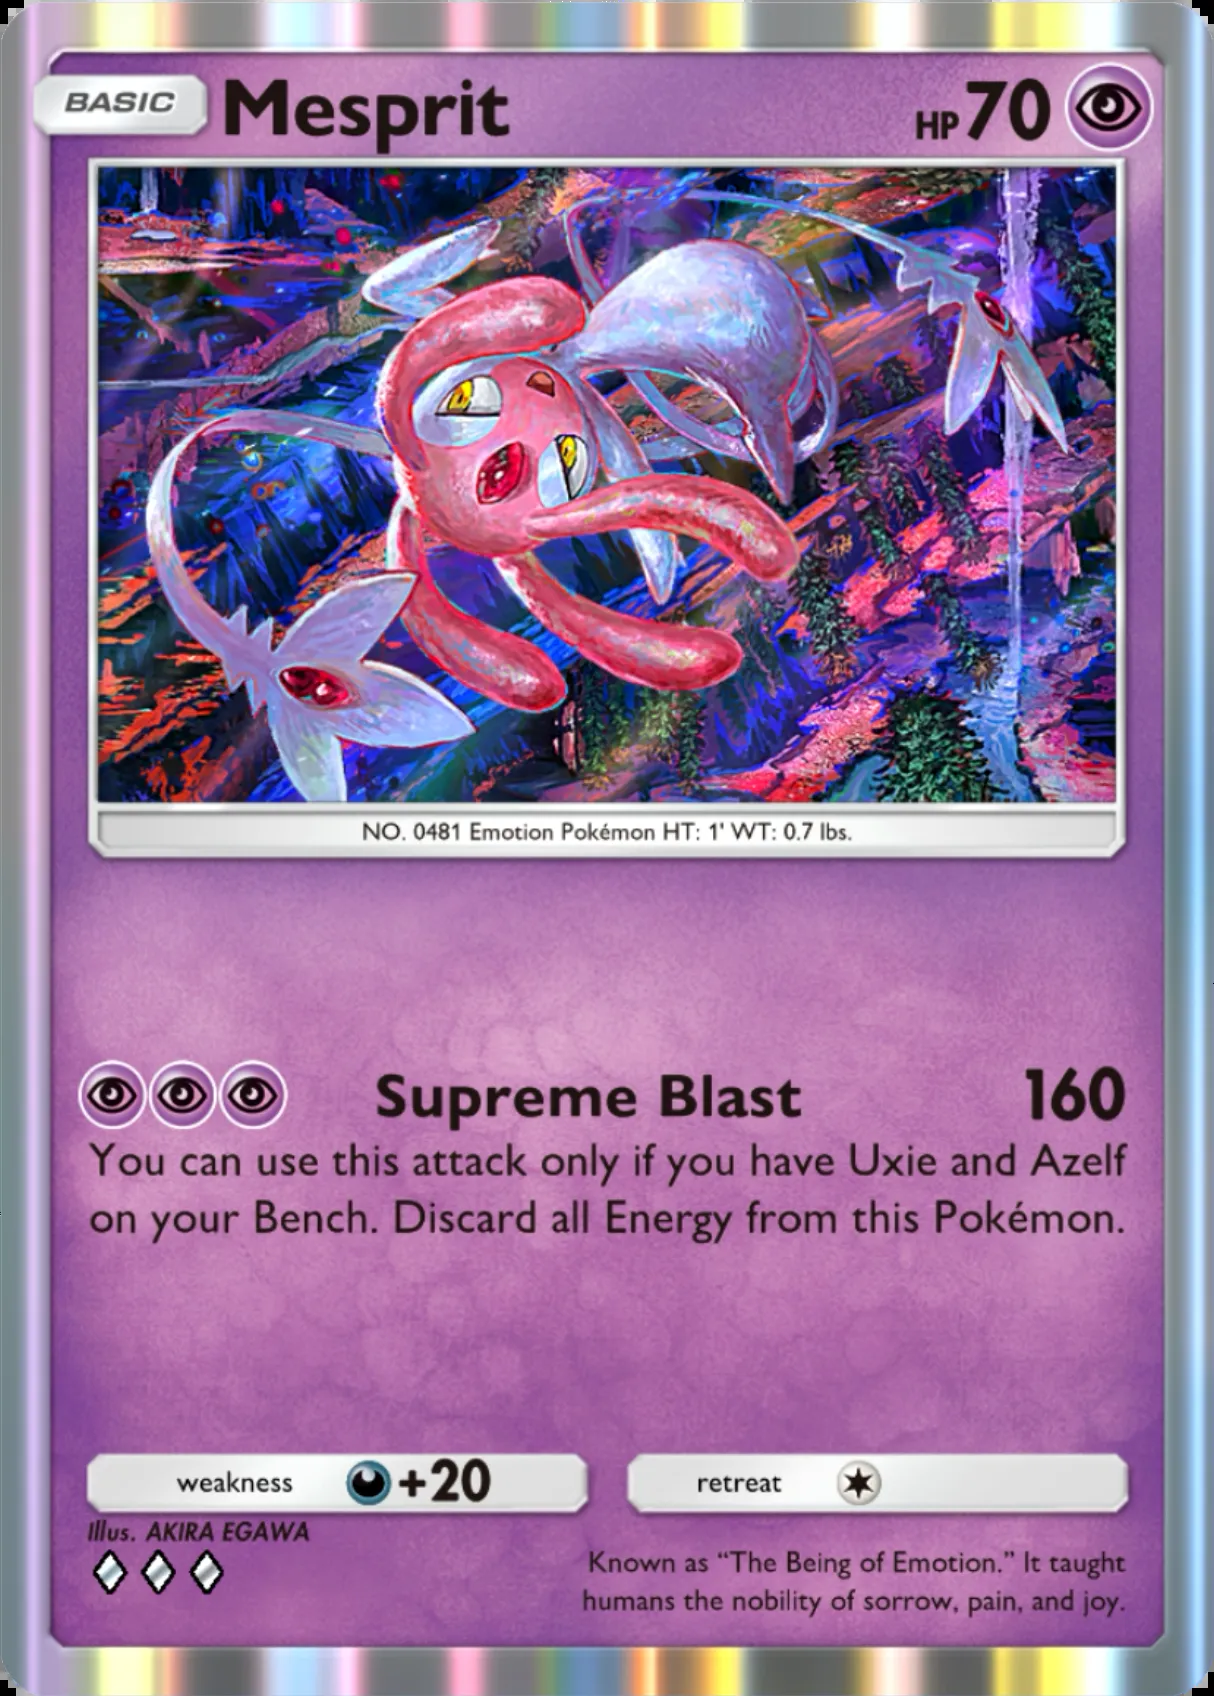 BASIC Mesprit HP 70
NO. 0481 Emotion Pokémon HT: 1' WT: 0.7 lbs.
Supreme Blast 160
You can use this attack only if you have Uxie and Azelf
on your Bench. Discard all Energy from this Pokémon.
weakness +20 retreat
Illus. AKIRA EGAWA
Known as “The Being of Emotion.” It taught
humans the nobility of sorrow, pain, and joy.